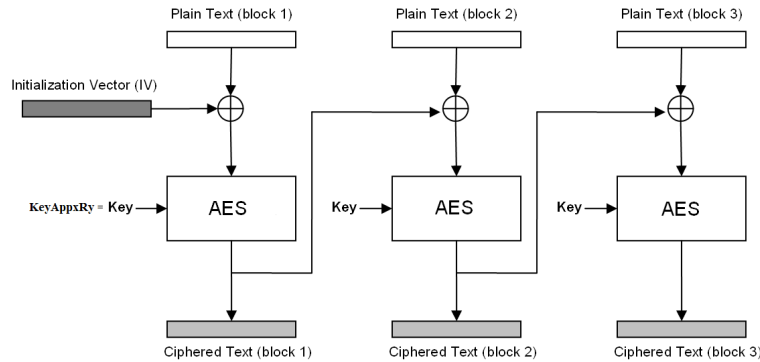 Plain Text (block 1) Plain Text (block 2) Plain Text (block 3)
Initialization Vector (IV)
KeyAppxRy = Key AES Key AES Key AES
Ciphered Text (block 1) Ciphered Text (block 2) Ciphered Text (block 3)